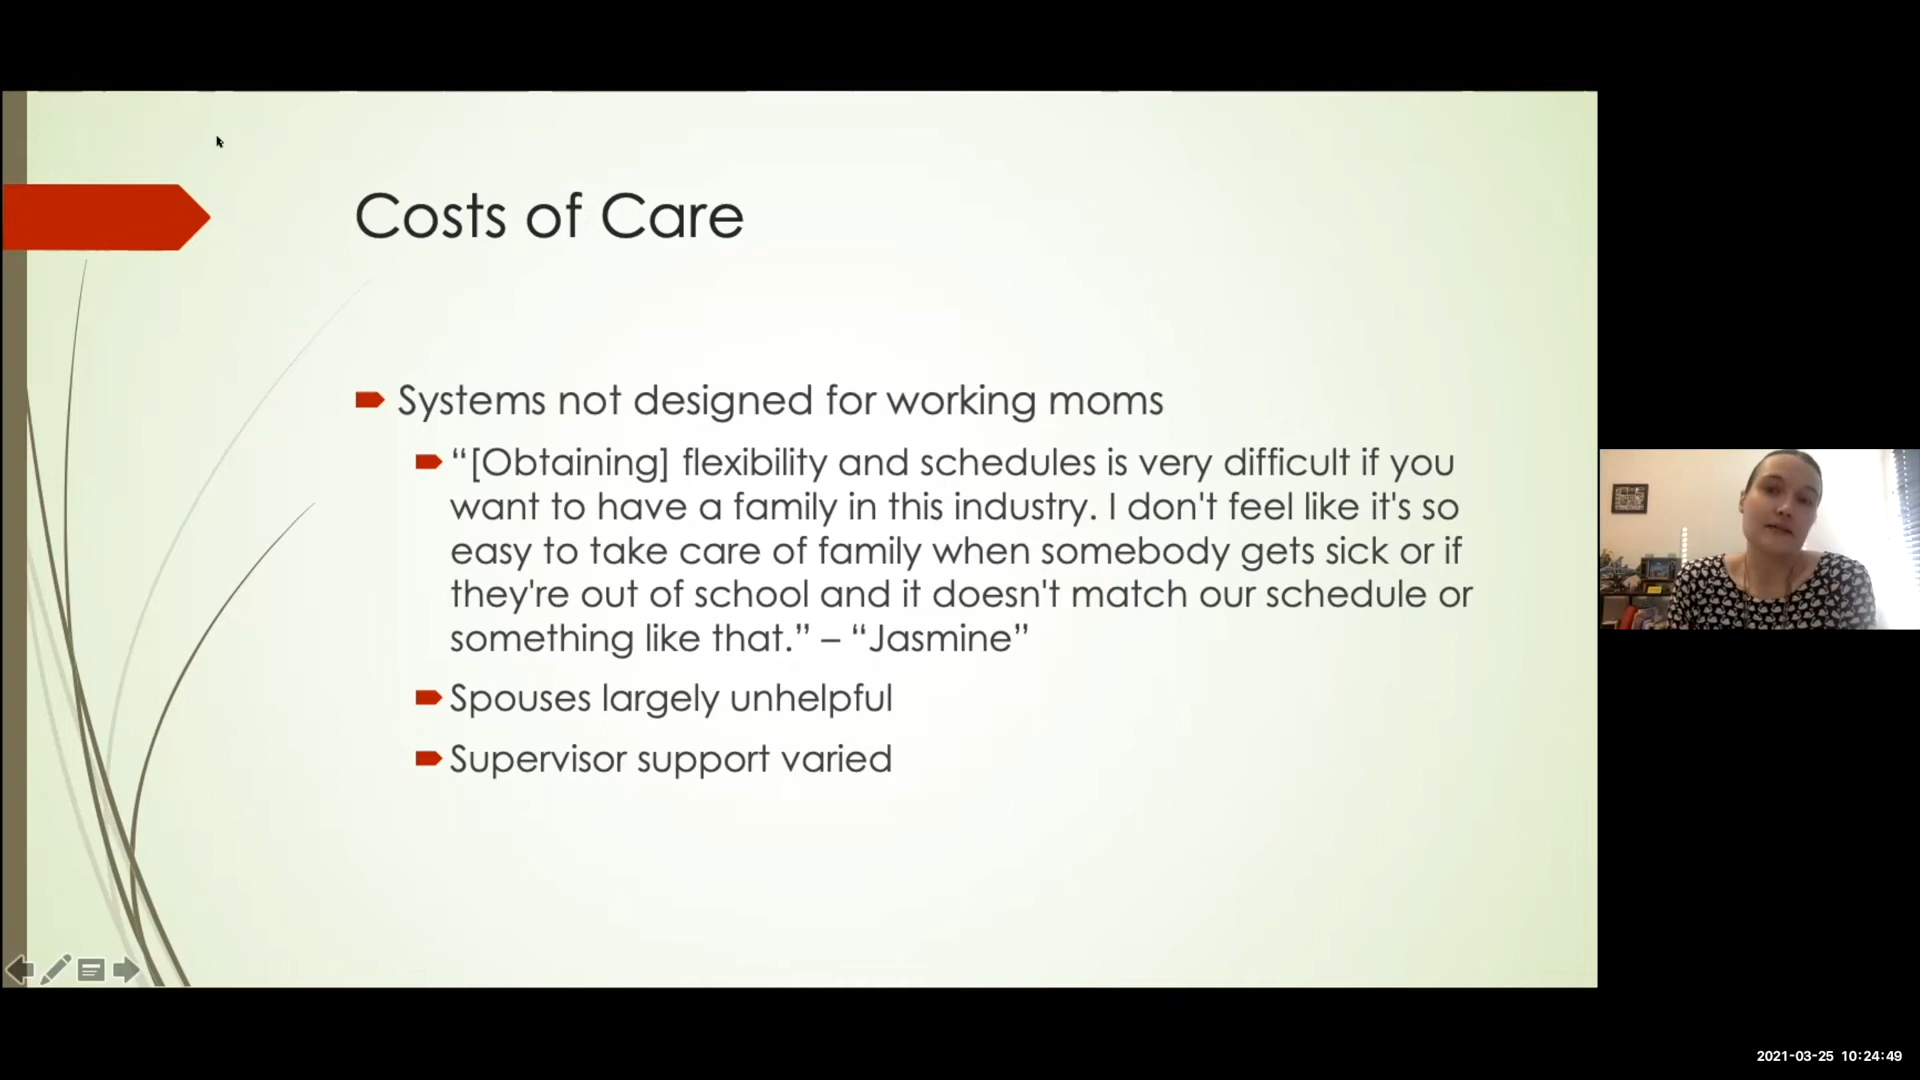 Costs of Care
Systems not designed for working moms
“[Obtaining] flexibility and schedules is very difficult if you
want to have a family in this industry. I don't feel like it's so
easy to take care of family when somebody gets sick or if
they're out of school and it doesn't match our schedule or
something like that.” – “Jasmine”
Spouses largely unhelpful
Supervisor support varied
2021-03-25 10:24:49